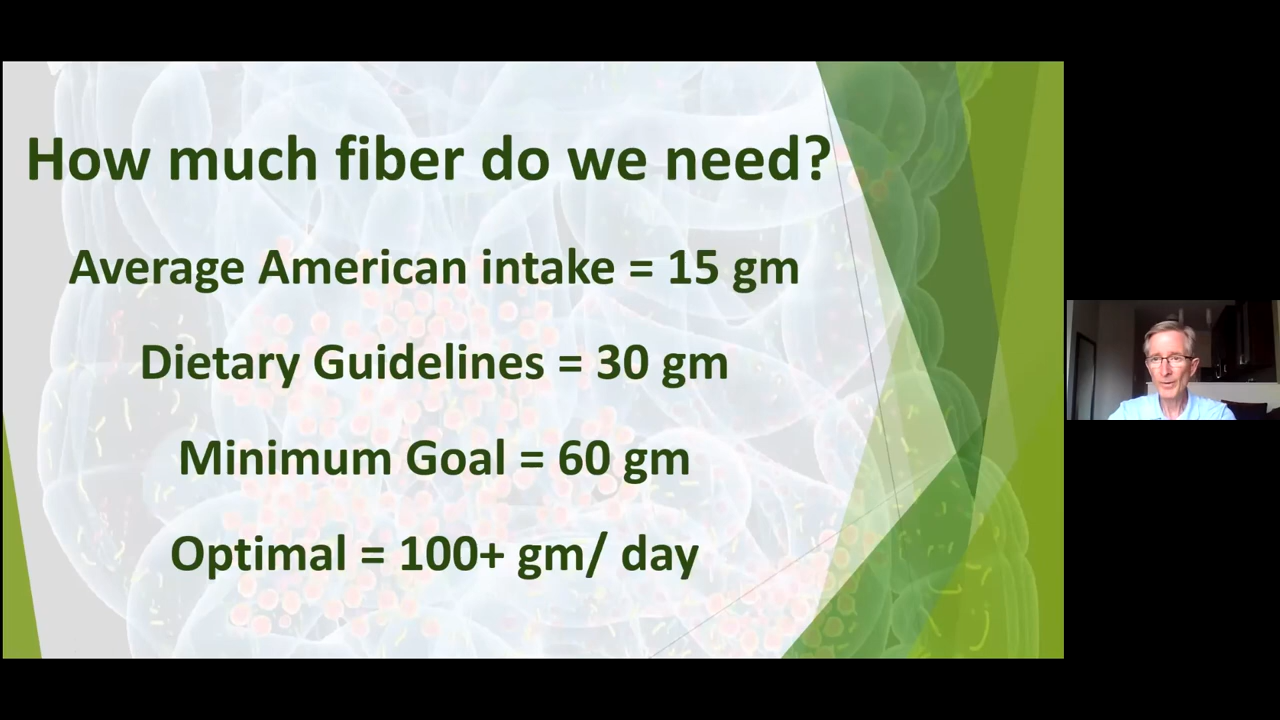 How much fiber do we need?
Average American intake = 15 gm
Dietary Guidelines = 30 gm
Minimum Goal = 60 gm
Optimal = 100+ gm/ day